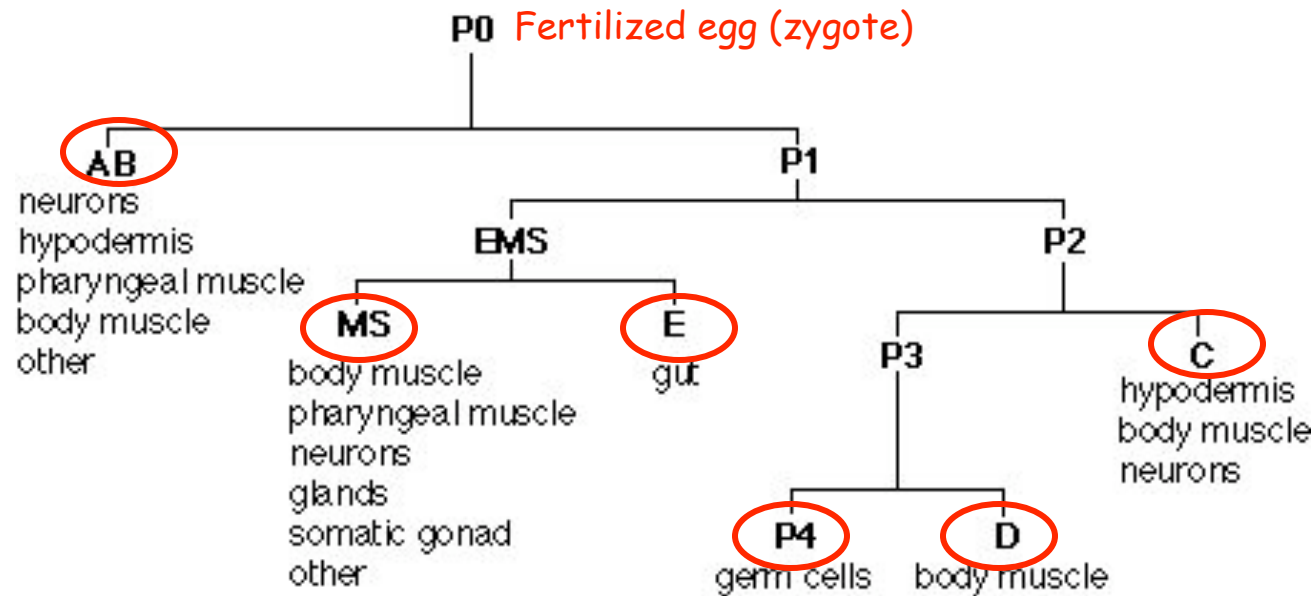 P0 Fertilized egg (zygote)
AB
neurons
hypodermis
pharyngeal muscle
body muscle
other
P1
EMS
P2
MS
body muscle
pharyngeal muscle
neurons
glands
somatic gonad
other
E
gut
P3
C
hypodermis
body muscle
neurons
P4
germ cells
D
body muscle